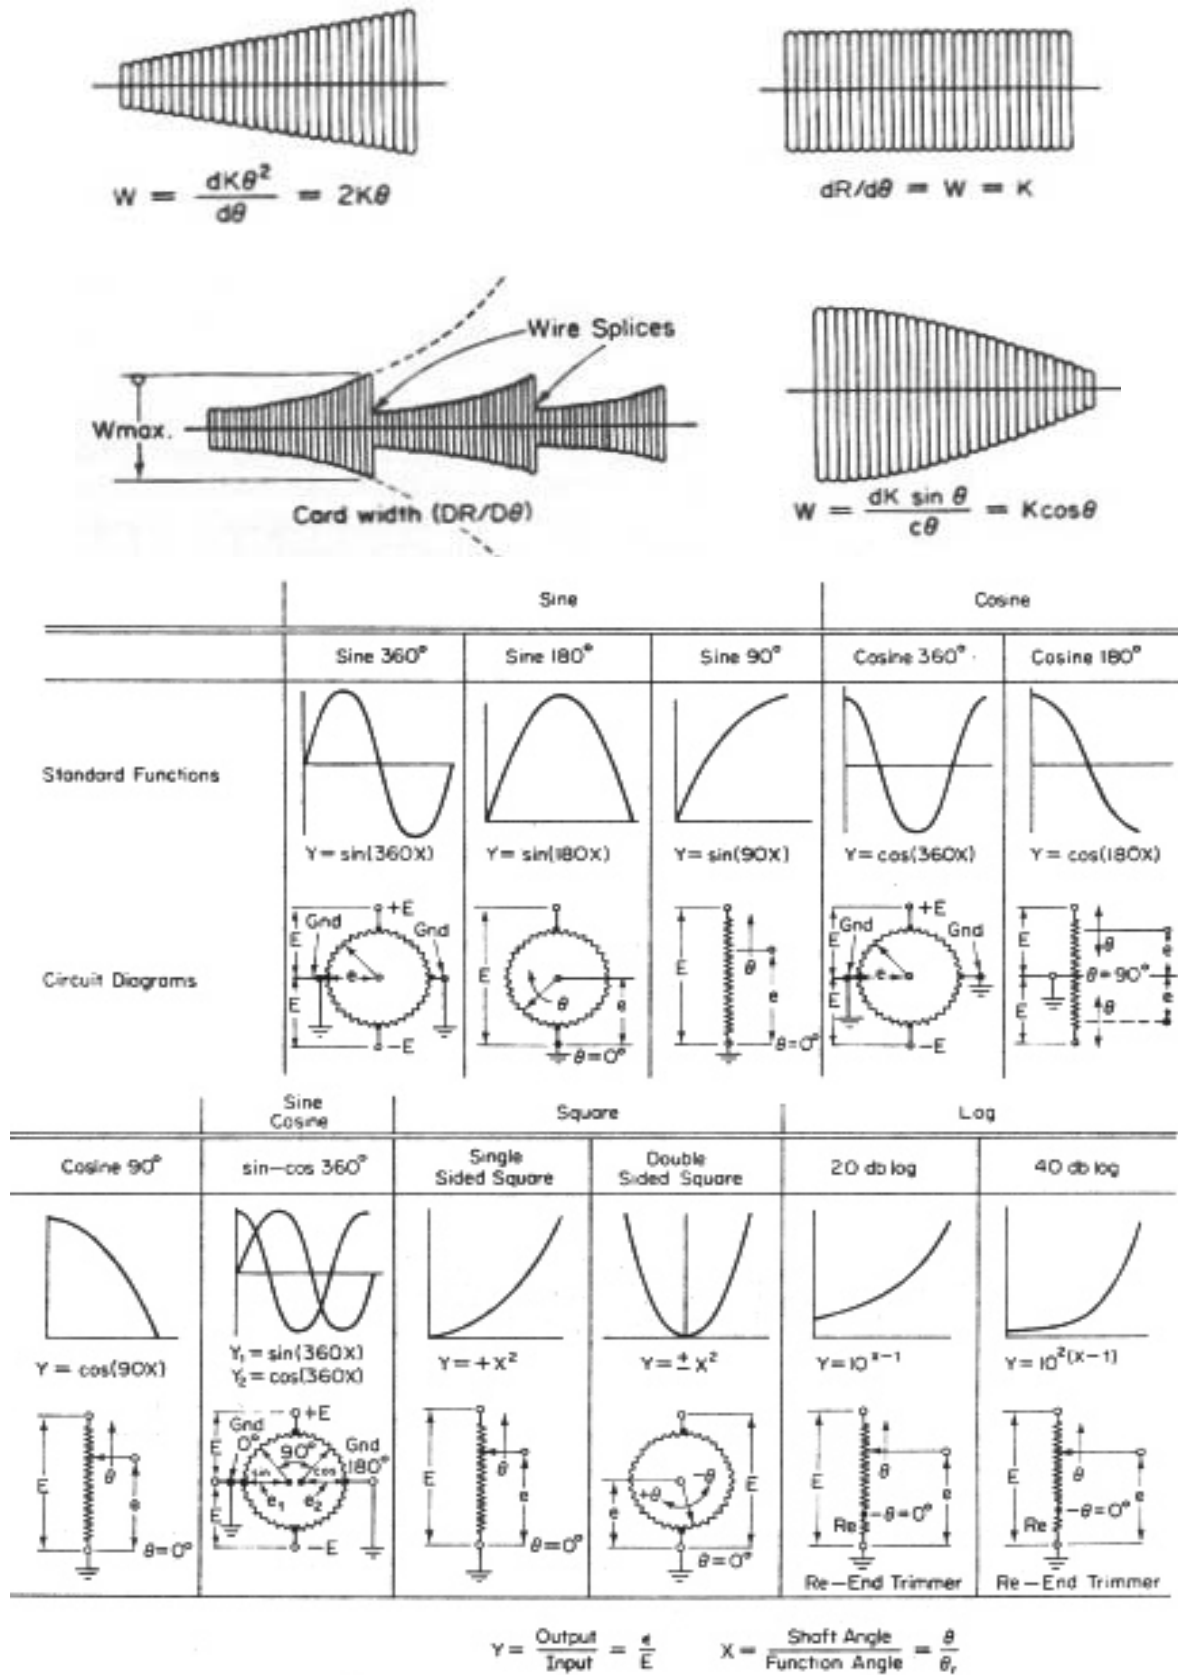 W = dKθ² / dθ = 2Kθ
dR/dθ = W = K
Wire Splices
Wmax.
Card width (DR/Dθ)
W = dK sin θ / cθ = Kcosθ
Sine
Cosine
Sine 360°
Sine 180°
Sine 90°
Cosine 360°
Cosine 180°
Standard Functions
Y=sin(360X)
Y=sin(180X)
Y=sin(90X)
Y=cos(360X)
Y=cos(180X)
Circuit Diagrams
+E
Gnd
Gnd
E
e
E
-E
E
θ
e
θ=0°
E
θ
e
θ=0°
+E
Gnd
Gnd
E
e
E
-E
E
θ
e
θ=90°
E
θ
e
Sine
Cosine
Square
Log
Cosine 90°
sin-cos 360°
Single
Sided Square
Double
Sided Square
20 db log
40 db log
Y=cos(90X)
Y₁=sin(360X)
Y₂=cos(360X)
Y=+X²
Y=±X²
Y=10ˣ⁻¹
Y=10²⁽ˣ⁻¹⁾
E
θ
e
θ=0°
+E
Gnd
0°
90°
Gnd
180°
E
sin
cos
e₁
e₂
E
-E
E
θ
e
θ=0°
+θ
-θ
e
E
θ=0°
E
θ
e
Re
-θ=0°
Re-End Trimmer
E
θ
e
Re
-θ=0°
Re-End Trimmer
Y = Output / Input = e / E
X = Shaft Angle / Function Angle = θ / θr